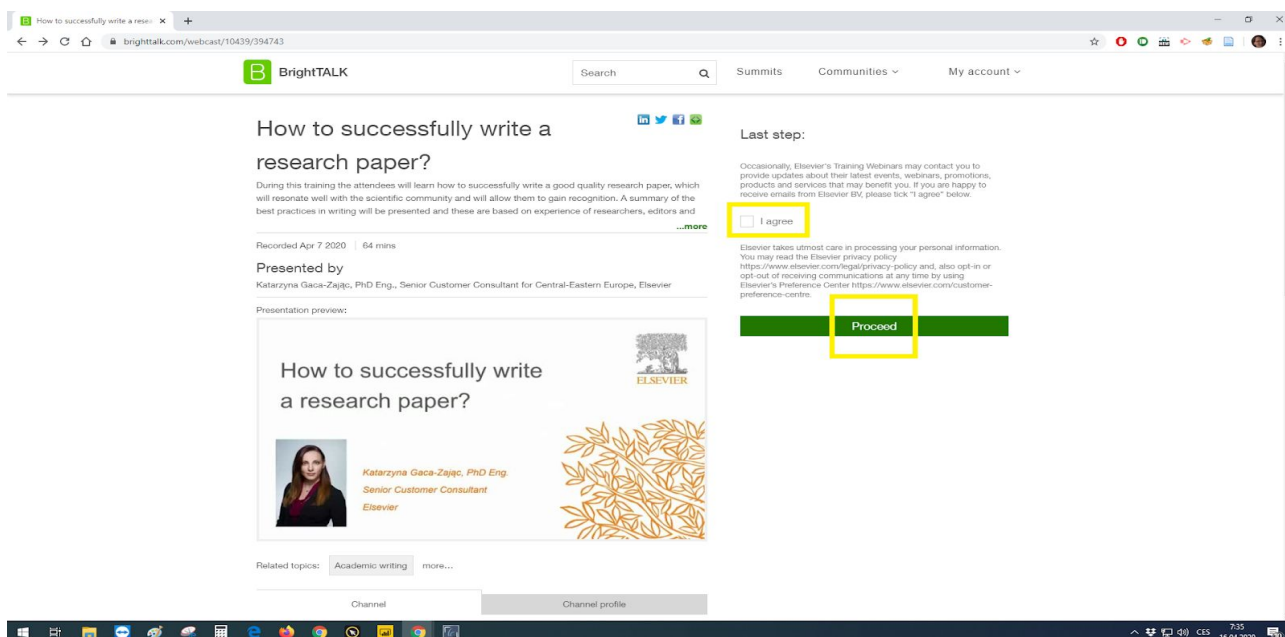 How to successfully write a resea
brighttalk.com/webcast/10439/394743
BrightTALK
Search
Summits
Communities
My account
How to successfully write a
research paper?
During this training the attendees will learn how to successfully write a good quality research paper, which
will resonate well with the scientific community and will allow them to gain recognition. A summary of the
best practices in writing will be presented and these are based on experience of researchers, editors and
...more
Recorded Apr 7 2020 | 64 mins
Presented by
Katarzyna Gaca-Zając, PhD Eng., Senior Customer Consultant for Central-Eastern Europe, Elsevier
Presentation preview:
How to successfully write
a research paper?
ELSEVIER
Katarzyna Gaca-Zając, PhD Eng.
Senior Customer Consultant
Elsevier
Related topics: Academic writing more...
Channel
Channel profile
Last step:
Occasionally, Elsevier's Training Webinars may contact you to
provide updates about their latest events, webinars, promotions,
products and services that may benefit you. If you are happy to
receive emails from Elsevier BV, please tick "I agree" below.
I agree
Elsevier takes utmost care in processing your personal information.
You may read the Elsevier privacy policy
https://www.elsevier.com/legal/privacy-policy and, also opt-in or
opt-out of receiving communications at any time by using
Elsevier's Preference Center https://www.elsevier.com/customer-
preference-centre.
Proceed
CES
7:35
16.04.2020